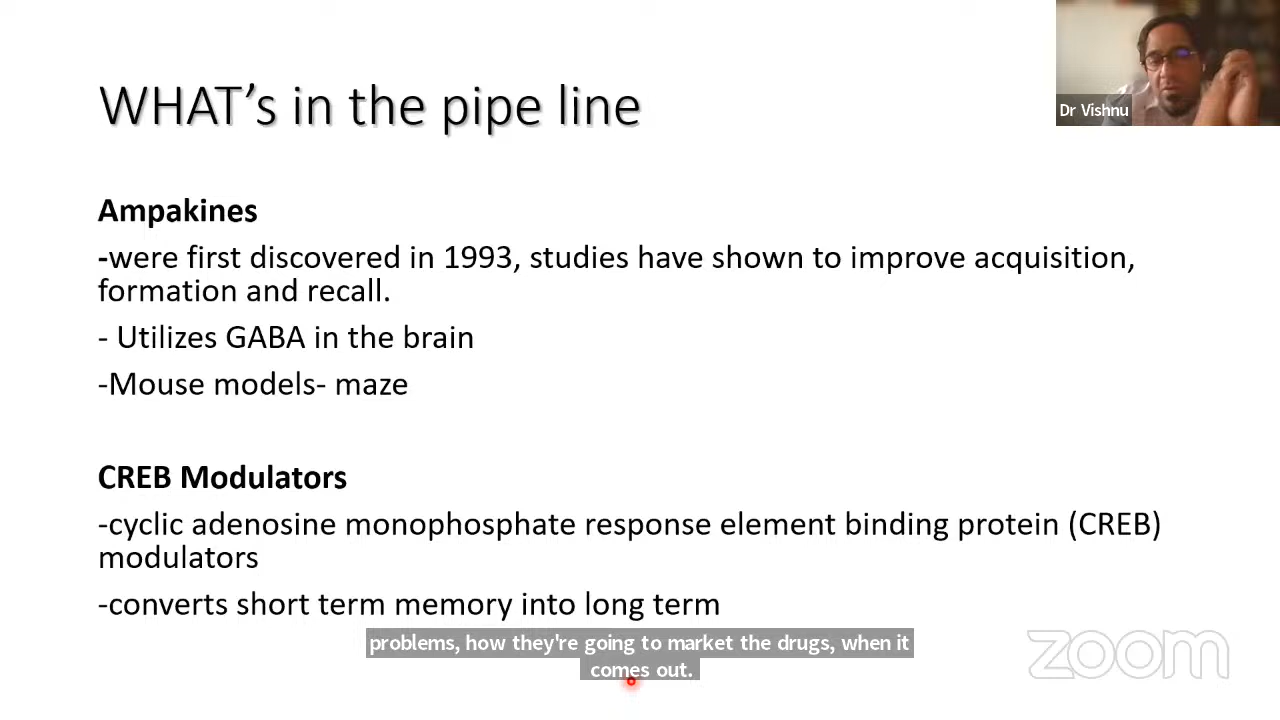 WHAT's in the pipe line
Dr Vishnu
Ampakines
-were first discovered in 1993, studies have shown to improve acquisition,
formation and recall.
- Utilizes GABA in the brain
-Mouse models- maze
CREB Modulators
-cyclic adenosine monophosphate response element binding protein (CREB)
modulators
-converts short term memory into long term
problems, how they're going to market the drugs, when it
comes out.
zoom